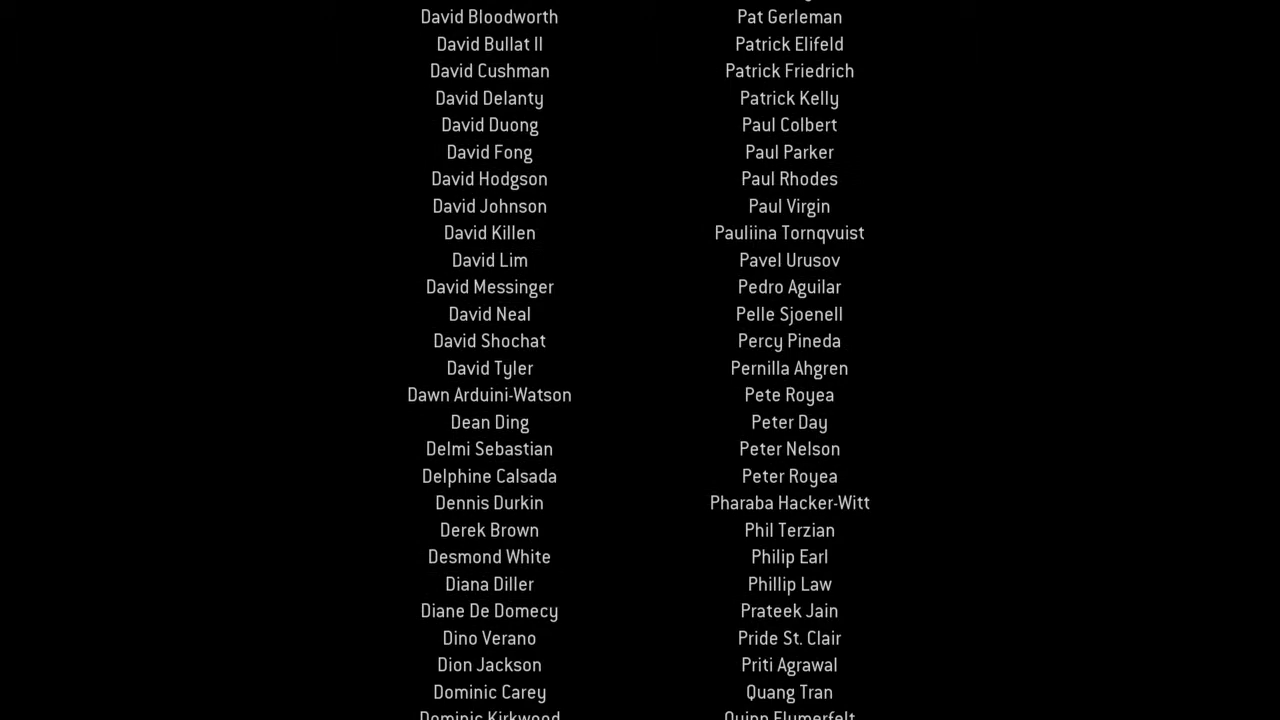 David Bloodworth
David Bullat II
David Cushman
David Delanty
David Duong
David Fong
David Hodgson
David Johnson
David Killen
David Lim
David Messinger
David Neal
David Shochat
David Tyler
Dawn Arduini-Watson
Dean Ding
Delmi Sebastian
Delphine Calsada
Dennis Durkin
Derek Brown
Desmond White
Diana Diller
Diane De Domecy
Dino Verano
Dion Jackson
Dominic Carey
Dominic Kirkwood
Pat Gerleman
Patrick Elifeld
Patrick Friedrich
Patrick Kelly
Paul Colbert
Paul Parker
Paul Rhodes
Paul Virgin
Pauliina Tornqvuist
Pavel Urusov
Pedro Aguilar
Pelle Sjoenell
Percy Pineda
Pernilla Ahgren
Pete Royea
Peter Day
Peter Nelson
Peter Royea
Pharaba Hacker-Witt
Phil Terzian
Philip Earl
Phillip Law
Prateek Jain
Pride St. Clair
Priti Agrawal
Quang Tran
Quinn Flumerfelt